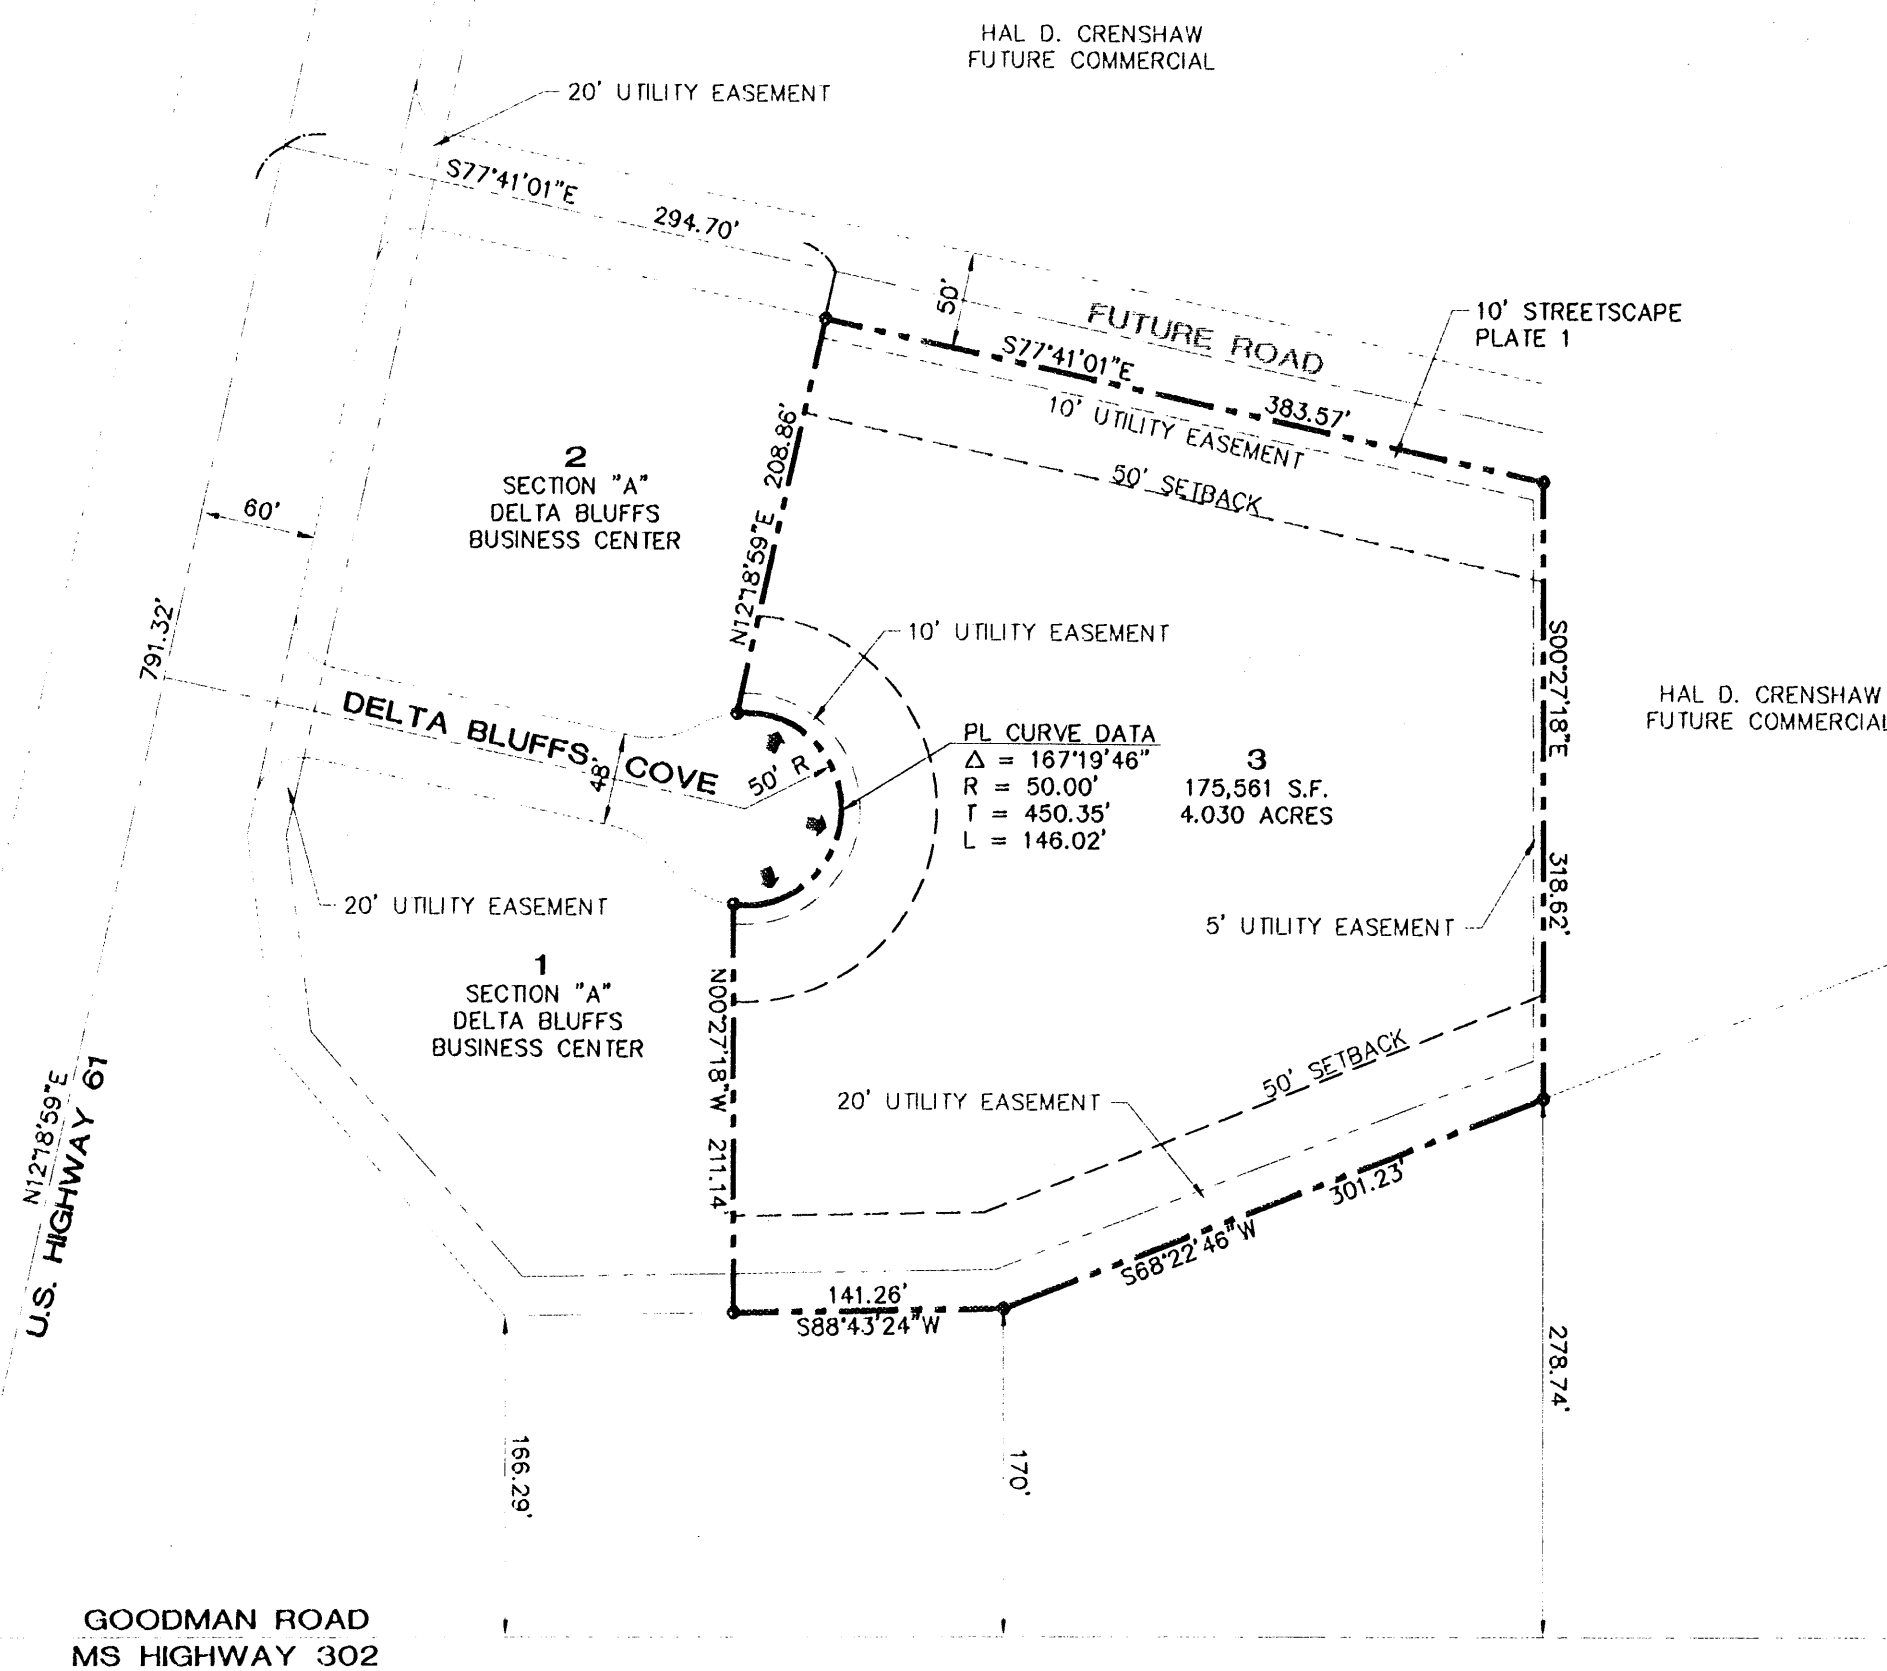 HAL D. CRENSHAW
FUTURE COMMERCIAL
20' UTILITY EASEMENT
S77°41'01"E
294.70'
50'
FUTURE ROAD
10' STREETSCAPE
PLATE 1
S77°41'01"E
383.57'
10' UTILITY EASEMENT
50' SETBACK
2
SECTION "A"
DELTA BLUFFS
BUSINESS CENTER
60'
N12°18'59"E 208.86'
791.32'
10' UTILITY EASEMENT
S00°27'18"E 318.62'
HAL D. CRENSHAW
FUTURE COMMERCIAL
DELTA BLUFFS COVE
48'
50' R
PL CURVE DATA
Δ = 167°19'46"
R = 50.00'
T = 450.35'
L = 146.02'
3
175,561 S.F.
4.030 ACRES
20' UTILITY EASEMENT
5' UTILITY EASEMENT
1
SECTION "A"
DELTA BLUFFS
BUSINESS CENTER
N00°27'18"W 211.14'
50' SETBACK
20' UTILITY EASEMENT
N12°18'59"E
U.S. HIGHWAY 61
301.23'
S68°22'46"W
141.26'
S88°43'24"W
278.74'
166.29'
170'
GOODMAN ROAD
MS HIGHWAY 302